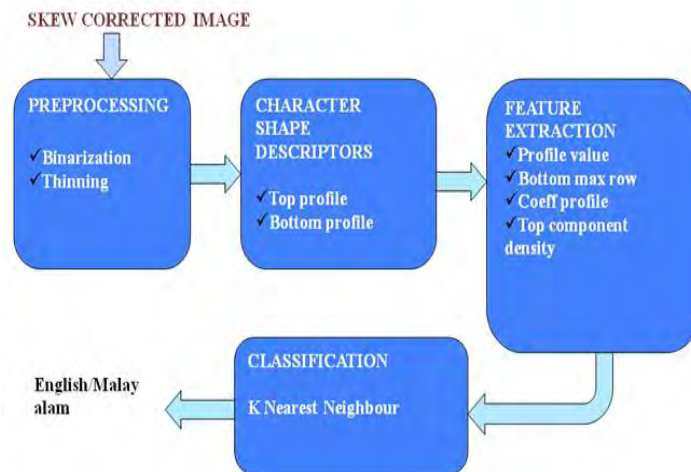 SKEW CORRECTED IMAGE
PREPROCESSING
✓Binarization
✓Thinning
CHARACTER
SHAPE
DESCRIPTORS
✓Top profile
✓Bottom profile
FEATURE
EXTRACTION
✓Profile value
✓Bottom max row
✓Coeff profile
✓Top component
density
CLASSIFICATION
K Nearest Neighbour
English/Malay
alam